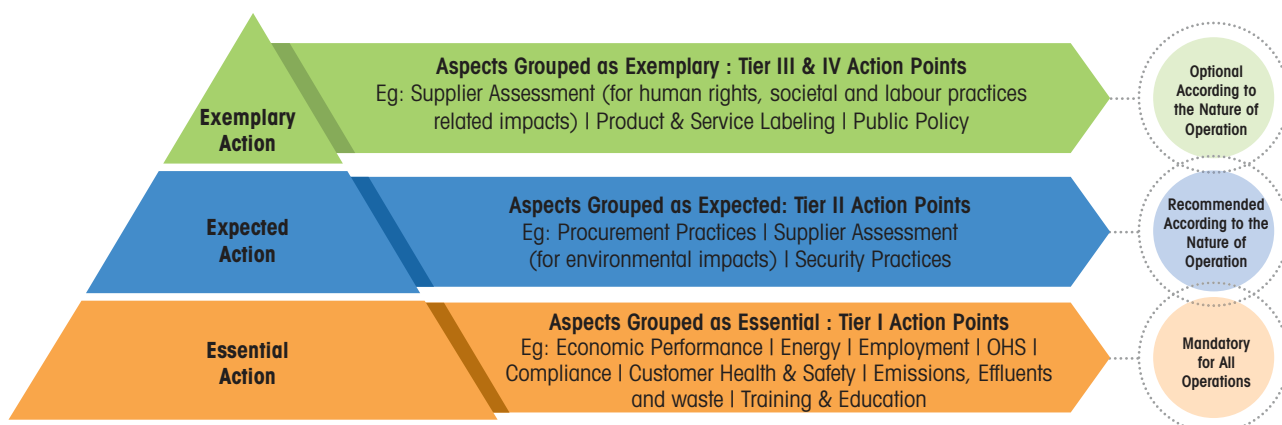 Exemplary
Action
Aspects Grouped as Exemplary : Tier III & IV Action Points
Eg: Supplier Assessment (for human rights, societal and labour practices
related impacts) | Product & Service Labeling | Public Policy
Optional
According to
the Nature of
Operation
Expected
Action
Aspects Grouped as Expected: Tier II Action Points
Eg: Procurement Practices | Supplier Assessment
(for environmental impacts) | Security Practices
Recommended
According to the
Nature of
Operation
Essential
Action
Aspects Grouped as Essential : Tier I Action Points
Eg: Economic Performance | Energy | Employment | OHS |
Compliance | Customer Health & Safety | Emissions, Effluents
and waste | Training & Education
Mandatory
for All
Operations